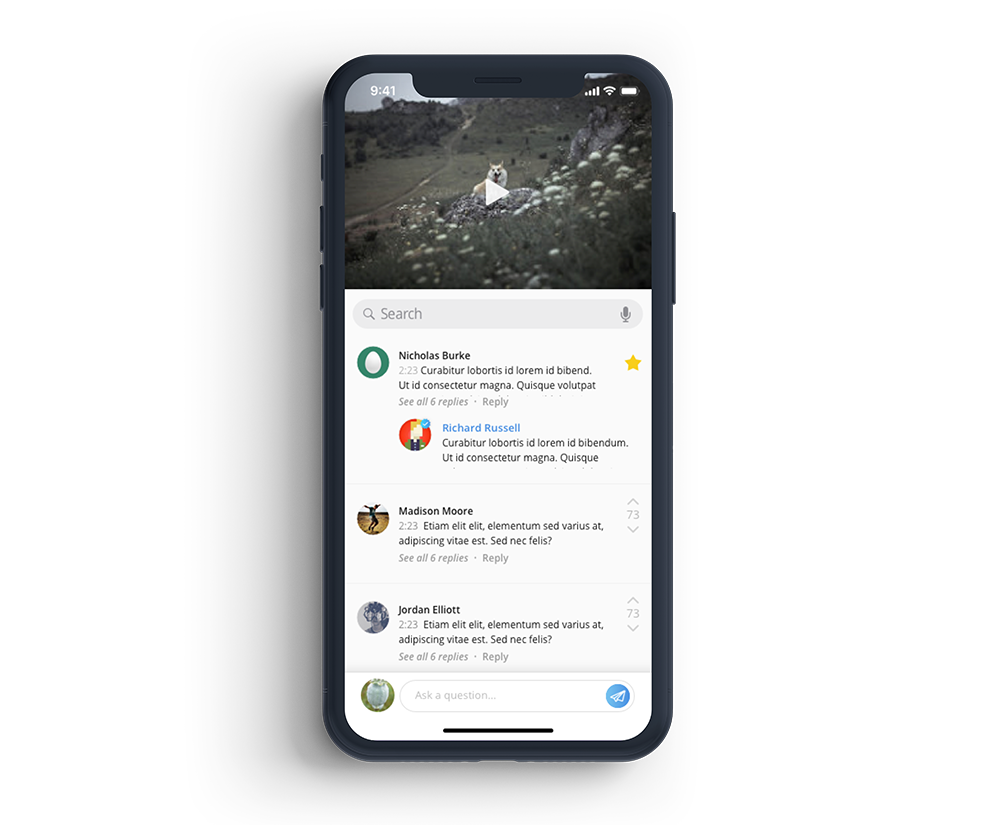 9:41
Search
Nicholas Burke
2:23 Curabitur lobortis id lorem id bibend.
Ut id consectetur magna. Quisque volutpat
See all 6 replies · Reply
Richard Russell
Curabitur lobortis id lorem id bibendum.
Ut id consectetur magna. Quisque
Madison Moore
73
2:23 Etiam elit elit, elementum sed varius at,
adipiscing vitae est. Sed nec felis?
See all 6 replies · Reply
Jordan Elliott
73
2:23 Etiam elit elit, elementum sed varius at,
adipiscing vitae est. Sed nec felis?
See all 6 replies · Reply
Ask a question...